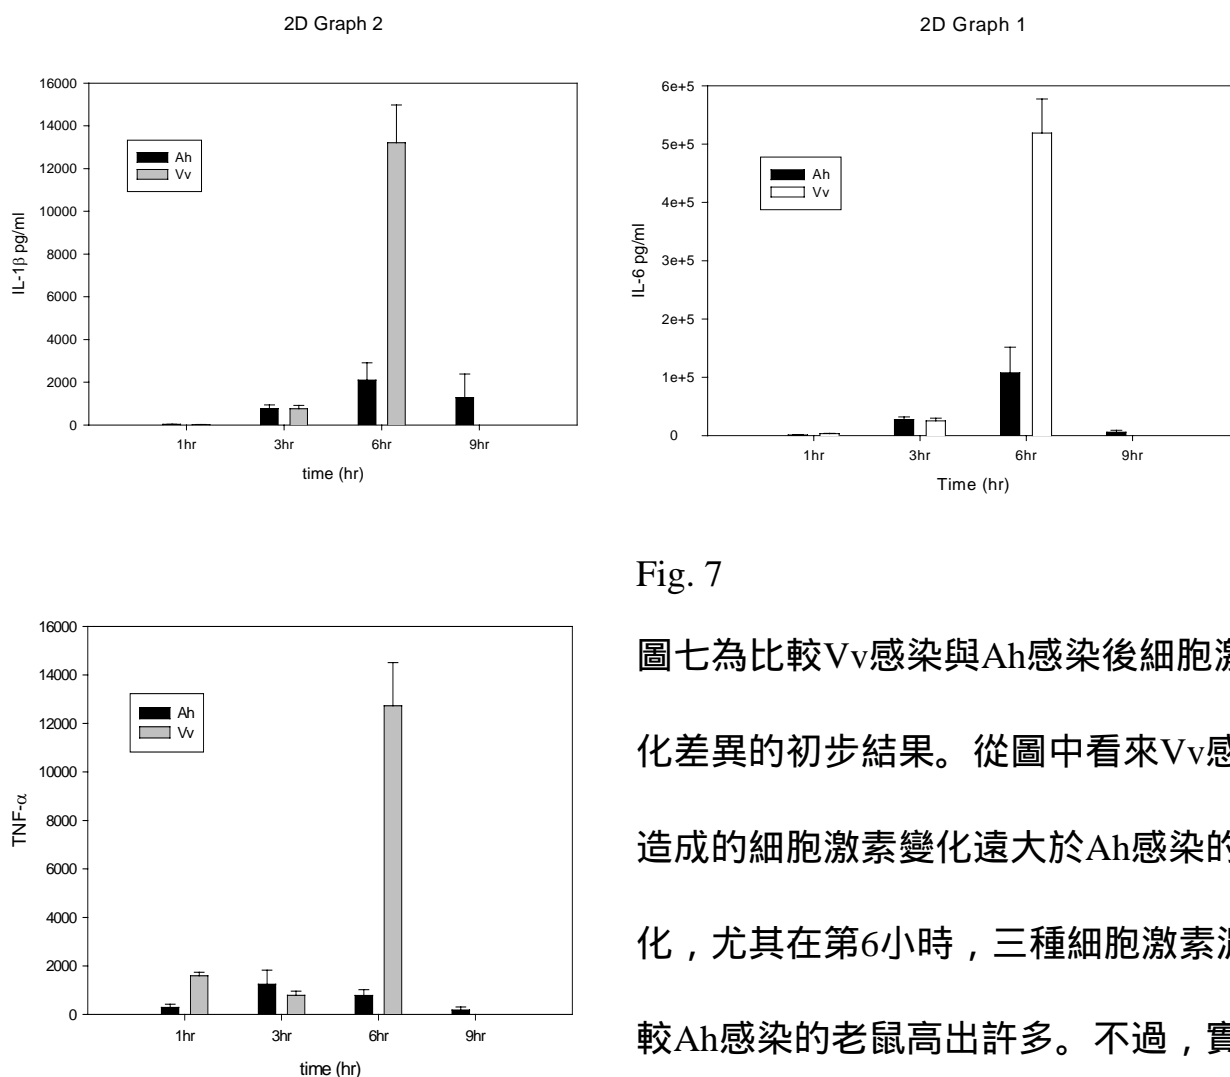 2D Graph 2
16000
14000
12000
10000
8000
6000
4000
2000
0
IL-1β pg/ml
Ah
Vv
1hr 3hr 6hr 9hr
time (hr)
2D Graph 1
6e+5
5e+5
4e+5
3e+5
2e+5
1e+5
0
IL-6 pg/ml
Ah
Vv
1hr 3hr 6hr 9hr
Time (hr)
16000
14000
12000
10000
8000
6000
4000
2000
0
TNF-α
Ah
Vv
1hr 3hr 6hr 9hr
time (hr)
Fig. 7
圖七為比較Vv感染與Ah感染後細胞激
化差異的初步結果。從圖中看來Vv感
造成的細胞激素變化遠大於Ah感染的
化，尤其在第6小時，三種細胞激素濃
較Ah感染的老鼠高出許多。不過，實